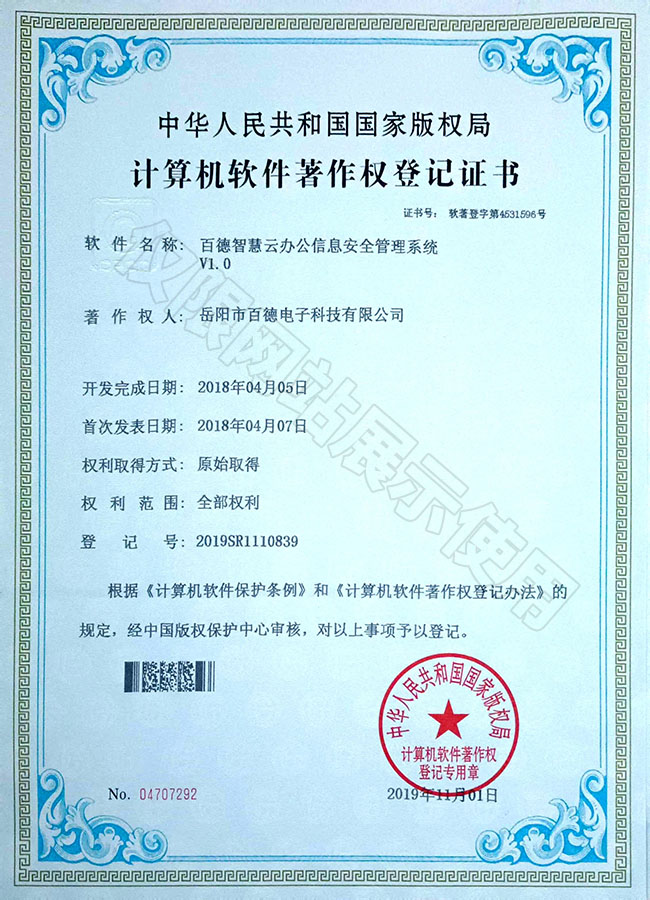 中华人民共和国国家版权局
计算机软件著作权登记证书
证书号： 软著登字第4531596号
软件名称： 百德智慧云办公信息安全管理系统
V1.0
著作权人： 岳阳市百德电子科技有限公司
开发完成日期： 2018年04月05日
首次发表日期： 2018年04月07日
权利取得方式： 原始取得
权利范围： 全部权利
登记号： 2019SR1110839
根据《计算机软件保护条例》和《计算机软件著作权登记办法》的
规定，经中国版权保护中心审核，对以上事项予以登记。
中华人民共和国国家版权局
计算机软件著作权
登记专用章
No. 04707292
2019年11月01日
仅限网站展示使用